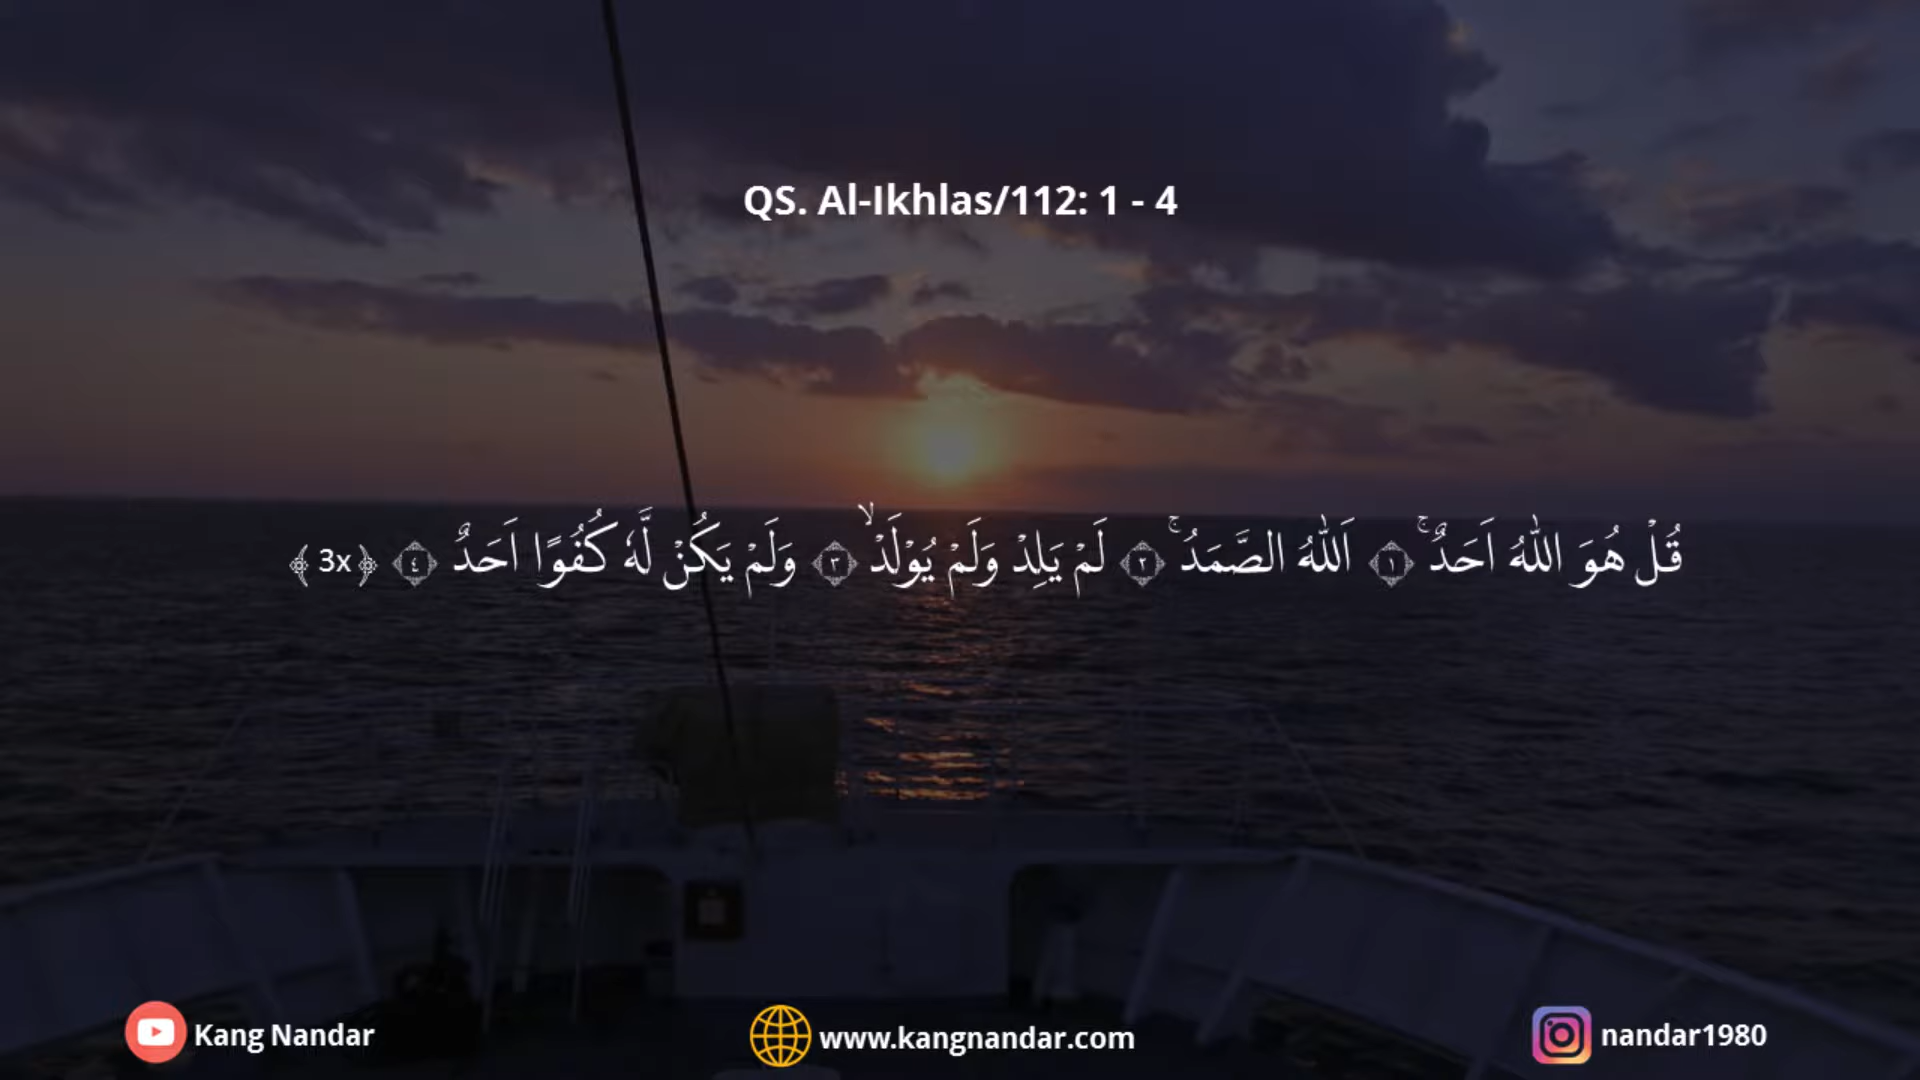 QS. Al-Ikhlas/112: 1 - 4
قُلْ هُوَ اللّٰهُ اَحَدٌۚ ﴿١﴾ اَللّٰهُ الصَّمَدُۚ ﴿٢﴾ لَمْ يَلِدْ وَلَمْ يُوْلَدْۙ ﴿٣﴾ وَلَمْ يَكُنْ لَّهٗ كُفُوًا اَحَدٌ ﴿٤﴾ ﴿3x﴾
Kang Nandar
www.kangnandar.com
nandar1980